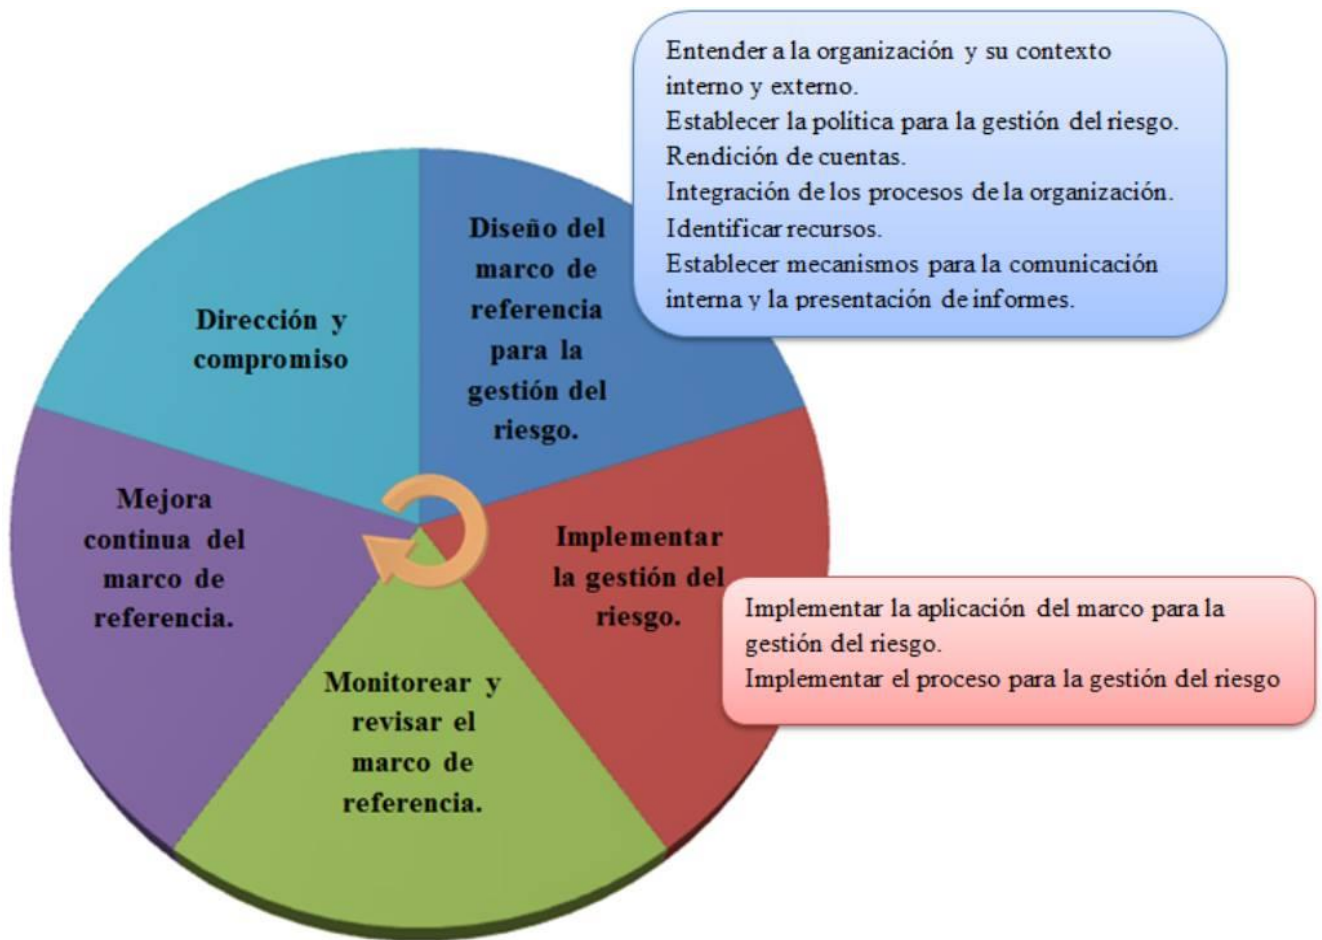 Entender a la organización y su contexto
interno y externo.
Establecer la política para la gestión del riesgo.
Rendición de cuentas.
Integración de los procesos de la organización.
Identificar recursos.
Establecer mecanismos para la comunicación
interna y la presentación de informes.
Diseño del
marco de
referencia
para la
gestión del
riesgo.
Dirección y
compromiso
Mejora
continua del
marco de
referencia.
Implementar
la gestión del
riesgo.
Implementar la aplicación del marco para la
gestión del riesgo.
Implementar el proceso para la gestión del riesgo
Monitorear y
revisar el
marco de
referencia.